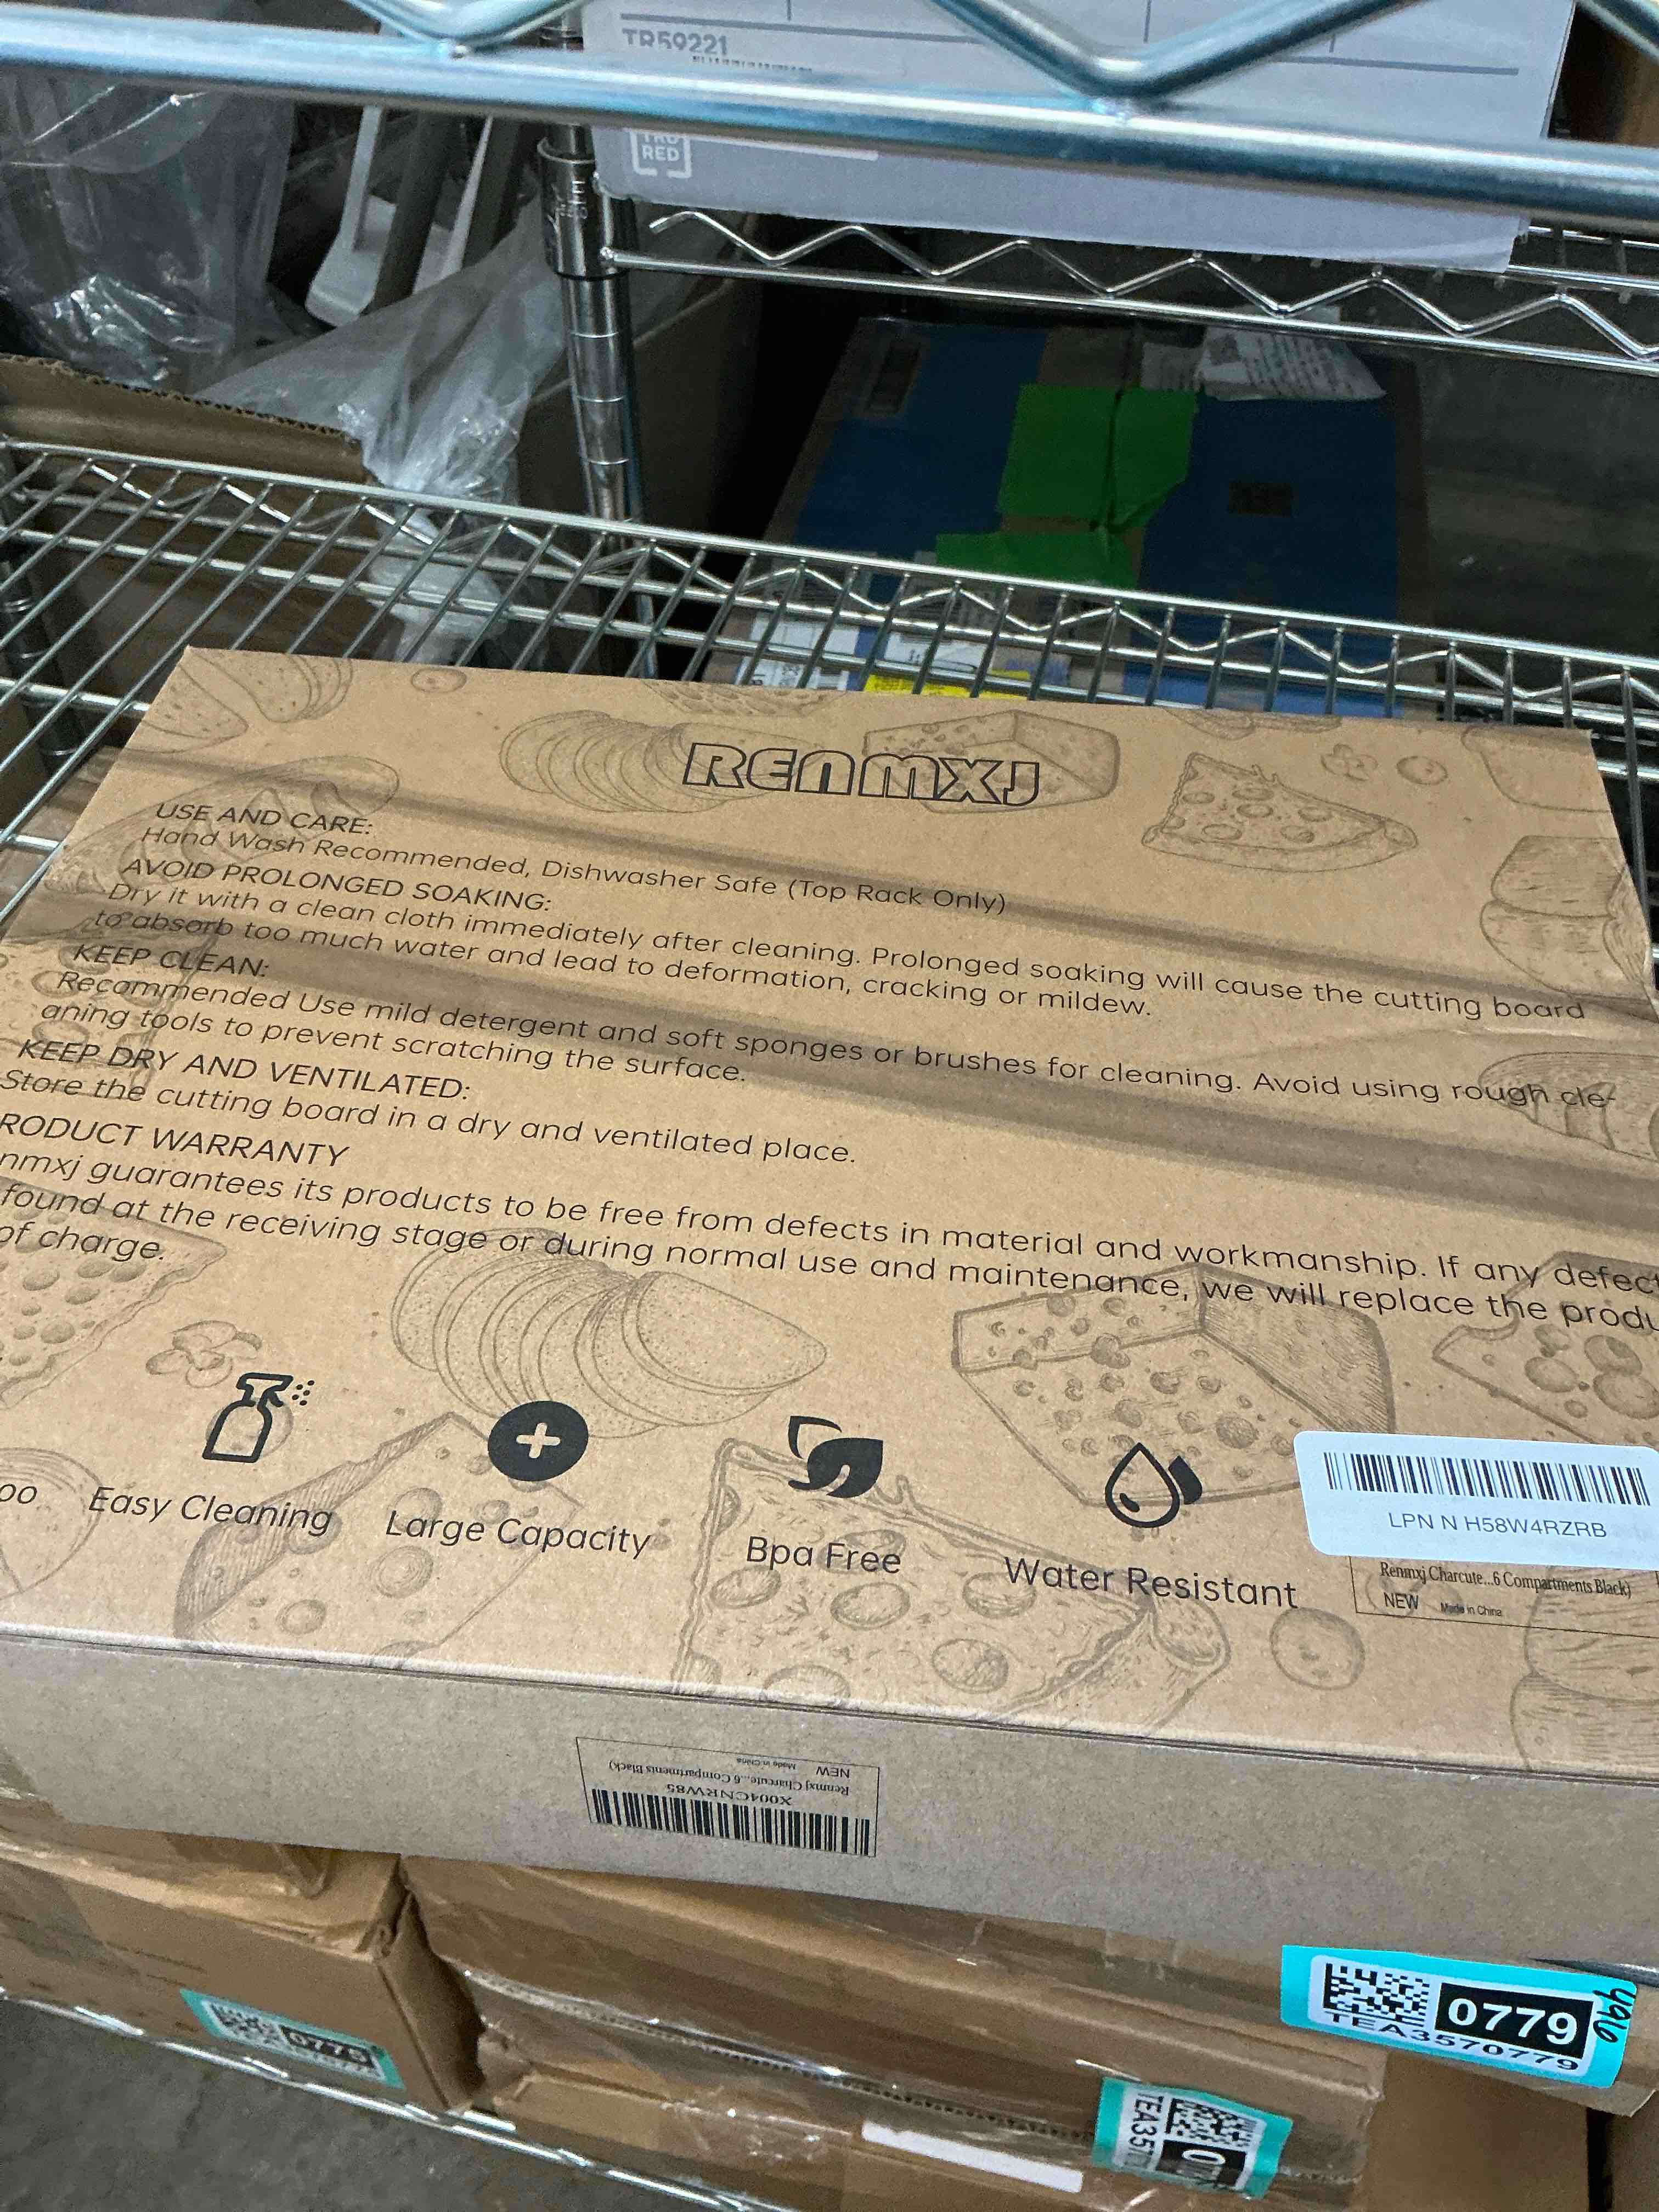 TR59221
TRU
RED
RENMXJ
USE AND CARE:
Hand Wash Recommended, Dishwasher Safe (Top Rack Only)
AVOID PROLONGED SOAKING:
Dry it with a clean cloth immediately after cleaning. Prolonged soaking will cause the cutting board
to absorb too much water and lead to deformation, cracking or mildew.
KEEP CLEAN:
Recommended Use mild detergent and soft sponges or brushes for cleaning. Avoid using rough cle-
aning tools to prevent scratching the surface.
KEEP DRY AND VENTILATED:
Store the cutting board in a dry and ventilated place.
RODUCT WARRANTY
nmxj guarantees its products to be free from defects in material and workmanship. If any defect
found at the receiving stage or during normal use and maintenance, we will replace the produ
of charge.
oo
Easy Cleaning
Large Capacity
Bpa Free
Water Resistant
LPN N H58W4RZRB
Renmxj Charcute...6 Compartments Black)
NEW Made in China
X004CNRW85
Renmxj Charcute...6 Compartments Black)
NEW Made in China
0779
TEA3570779
496
077
TEA357